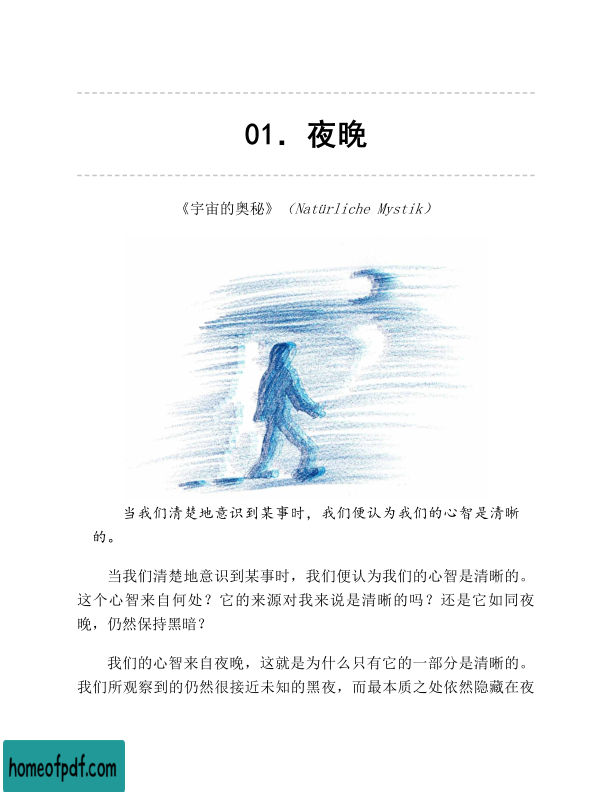 01. 夜晚
《宇宙的奥秘》（Natürliche Mystik）
当我们清楚地意识到某事时，我们便认为我们的心智是清晰
的。
当我们清楚地意识到某事时，我们便认为我们的心智是清晰的。
这个心智来自何处？它的来源对我来说是清晰的吗？还是它如同夜
晚，仍然保持黑暗？
我们的心智来自夜晚，这就是为什么只有它的一部分是清晰的。
我们所观察到的仍然很接近未知的黑夜，而最本质之处依然隐藏在夜
homeofpdf.com